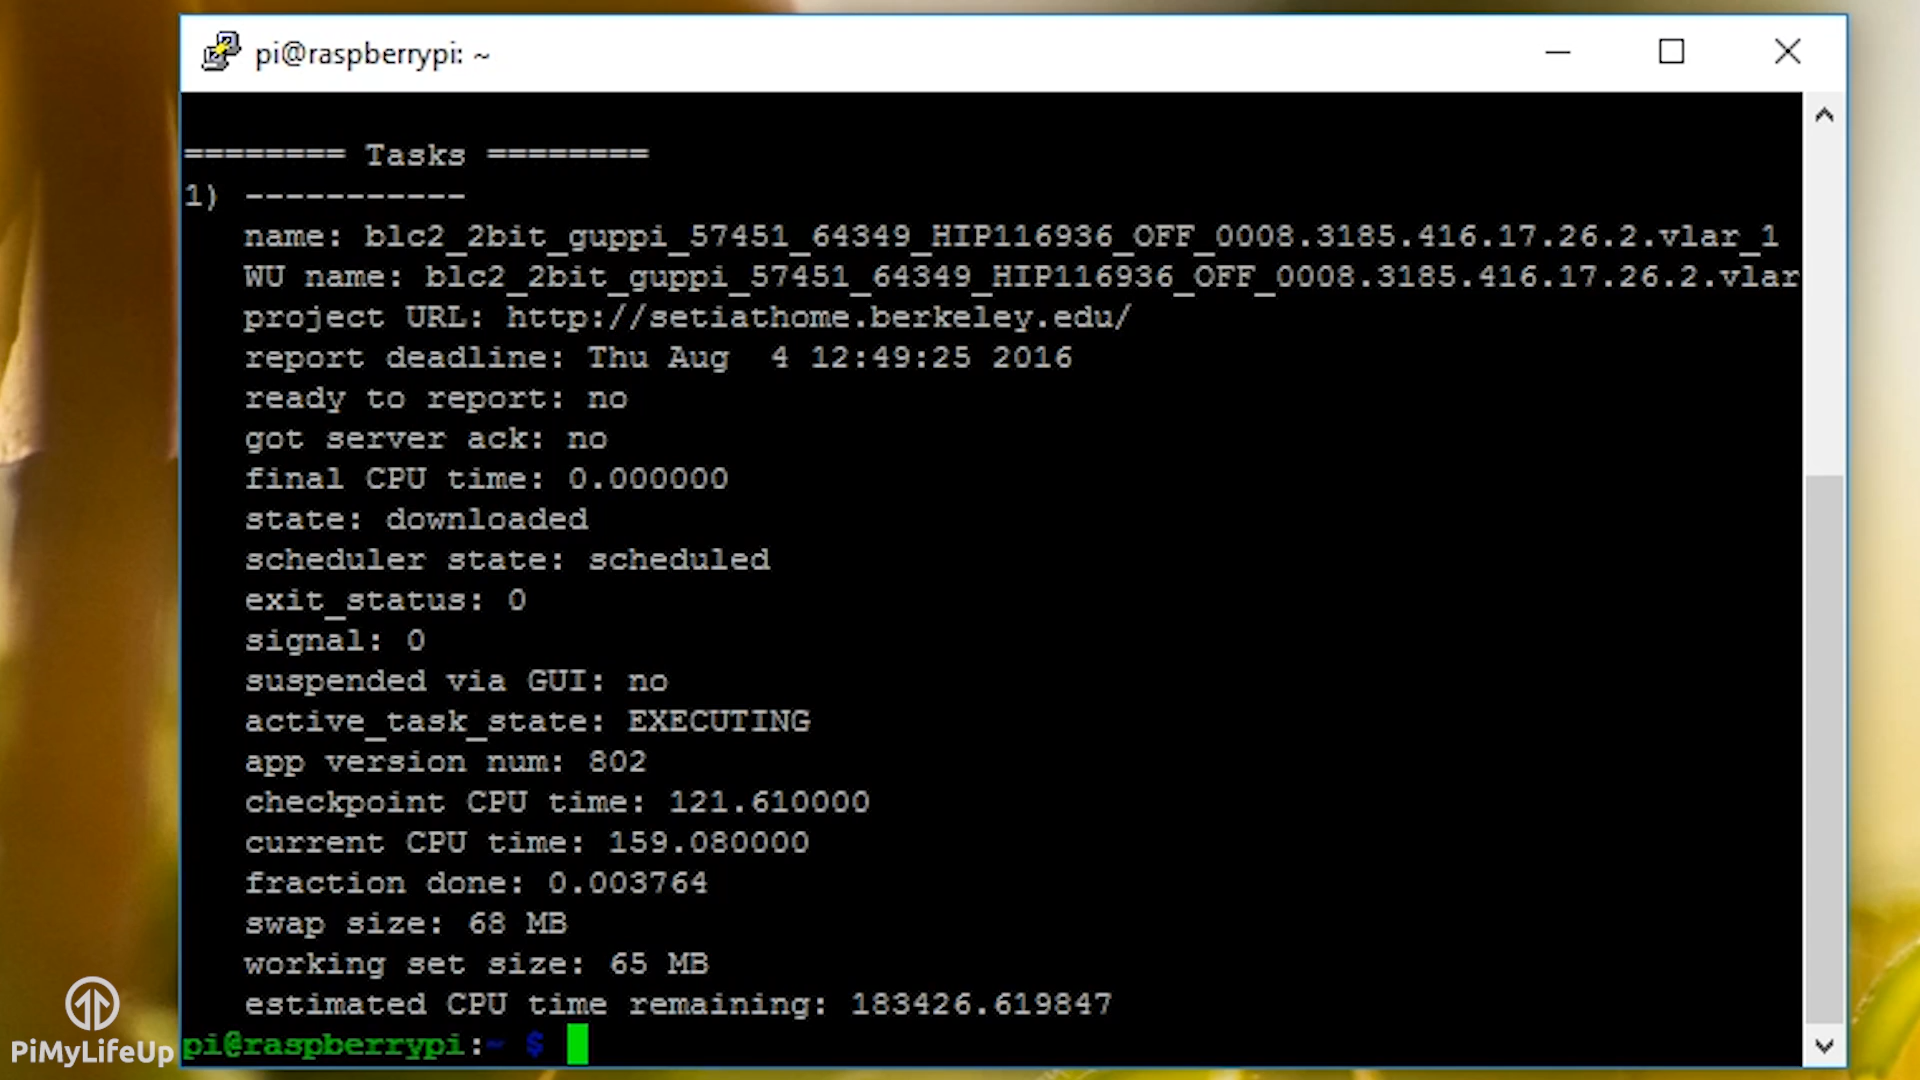 pi@raspberrypi: ~
======== Tasks ========
1) -----------
name: blc2_2bit_guppi_57451_64349_HIP116936_OFF_0008.3185.416.17.26.2.vlar_1
WU name: blc2_2bit_guppi_57451_64349_HIP116936_OFF_0008.3185.416.17.26.2.vlar
project URL: http://setiathome.berkeley.edu/
report deadline: Thu Aug  4 12:49:25 2016
ready to report: no
got server ack: no
final CPU time: 0.000000
state: downloaded
scheduler state: scheduled
exit_status: 0
signal: 0
suspended via GUI: no
active_task_state: EXECUTING
app version num: 802
checkpoint CPU time: 121.610000
current CPU time: 159.080000
fraction done: 0.003764
swap size: 68 MB
working set size: 65 MB
estimated CPU time remaining: 183426.619847
pi@raspberrypi:~ $
PiMyLifeUp